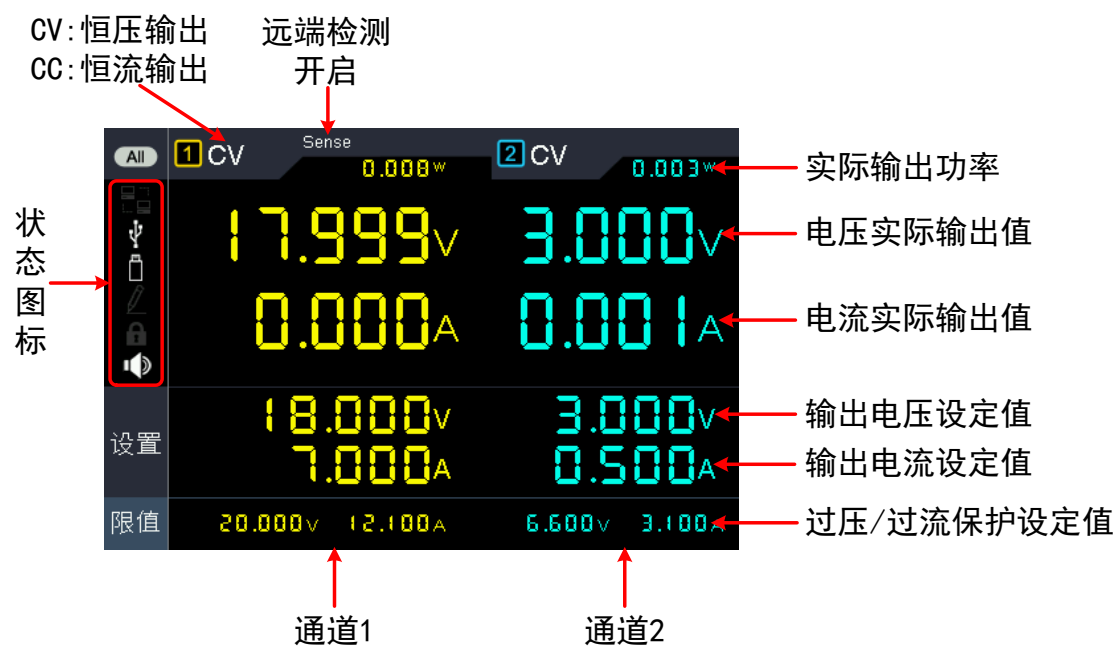 CV:恒压输出
CC:恒流输出
远端检测
开启
All
1 CV
Sense
0.008W
2 CV
0.003W
实际输出功率
状态图标
17.999V
3.000V
电压实际输出值
0.000A
0.001A
电流实际输出值
设置
18.000V
3.000V
输出电压设定值
7.000A
0.500A
输出电流设定值
限值
20.000V 12.100A
6.600V 3.100A
过压/过流保护设定值
通道1
通道2